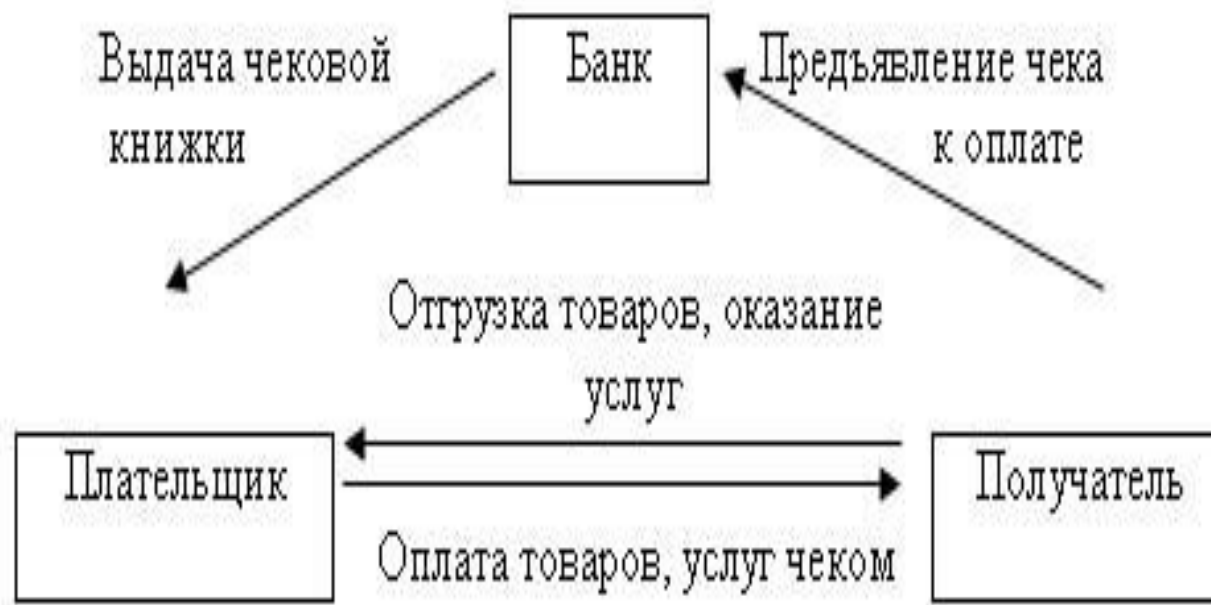 Выдача чековой
книжки
Банк
Предъявление чека
к оплате
Отгрузка товаров, оказание
услуг
Плательщик
Получатель
Оплата товаров, услуг чеком